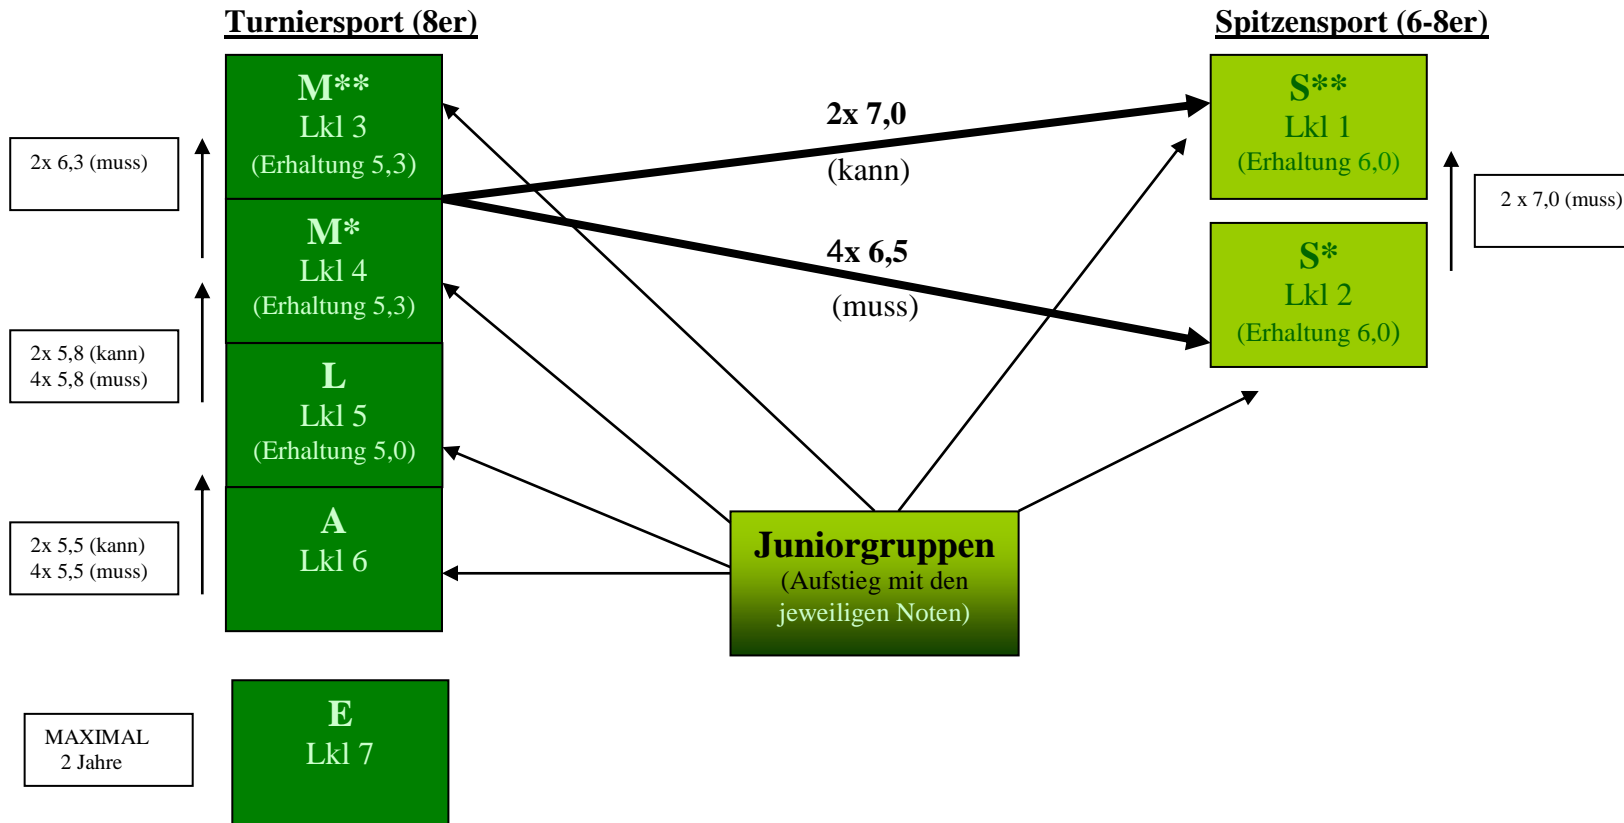 Turniersport (8er)
Spitzensport (6-8er)
M**
Lkl 3
(Erhaltung 5,3)
2x 6,3 (muss)
M*
Lkl 4
(Erhaltung 5,3)
2x 5,8 (kann)
4x 5,8 (muss)
L
Lkl 5
(Erhaltung 5,0)
2x 5,5 (kann)
4x 5,5 (muss)
A
Lkl 6
MAXIMAL
2 Jahre
E
Lkl 7
2x 7,0
(kann)
4x 6,5
(muss)
Juniorgruppen
(Aufstieg mit den
jeweiligen Noten)
S**
Lkl 1
(Erhaltung 6,0)
2 x 7,0 (muss)
S*
Lkl 2
(Erhaltung 6,0)